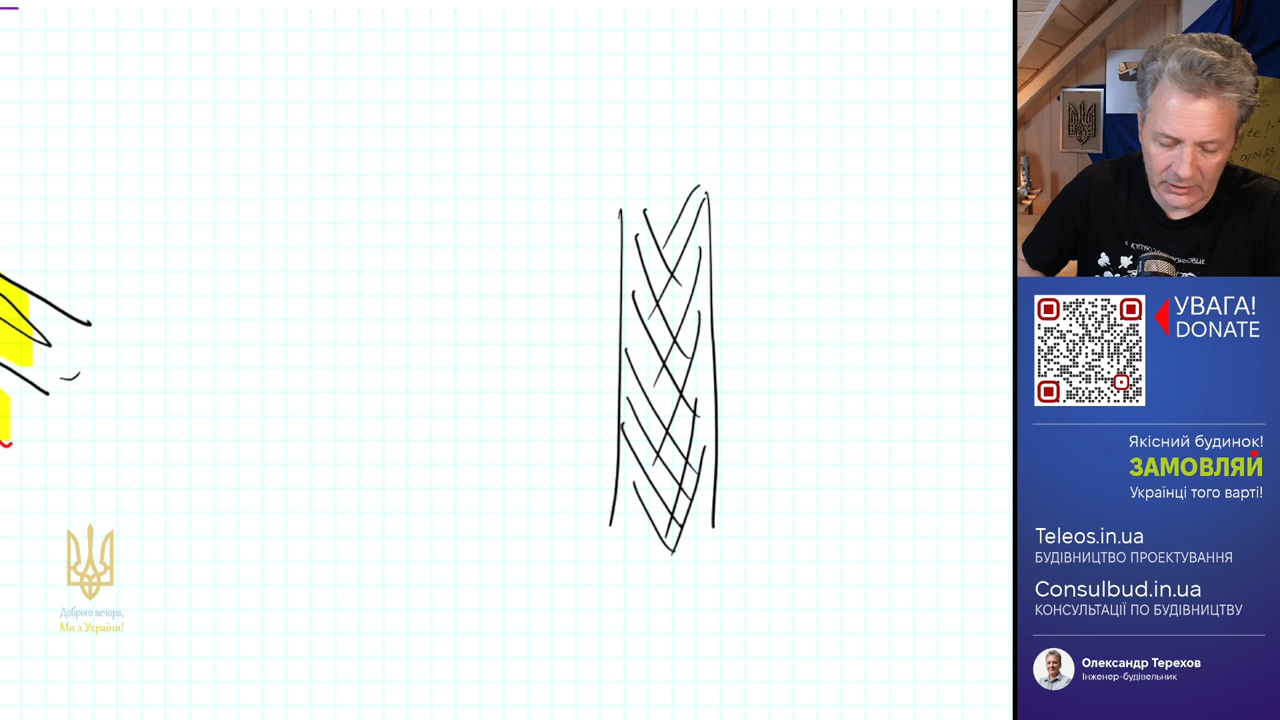 УВАГА!
DONATE
Якісний будинок!
ЗАМОВЛЯЙ
Українці того варті!
Teleos.in.ua
БУДІВНИЦТВО ПРОЕКТУВАННЯ
Consulbud.in.ua
КОНСУЛЬТАЦІЇ ПО БУДІВНИЦТВУ
Олександр Терехов
Інженер-будівельник
Доброго вечора,
Ми з України!